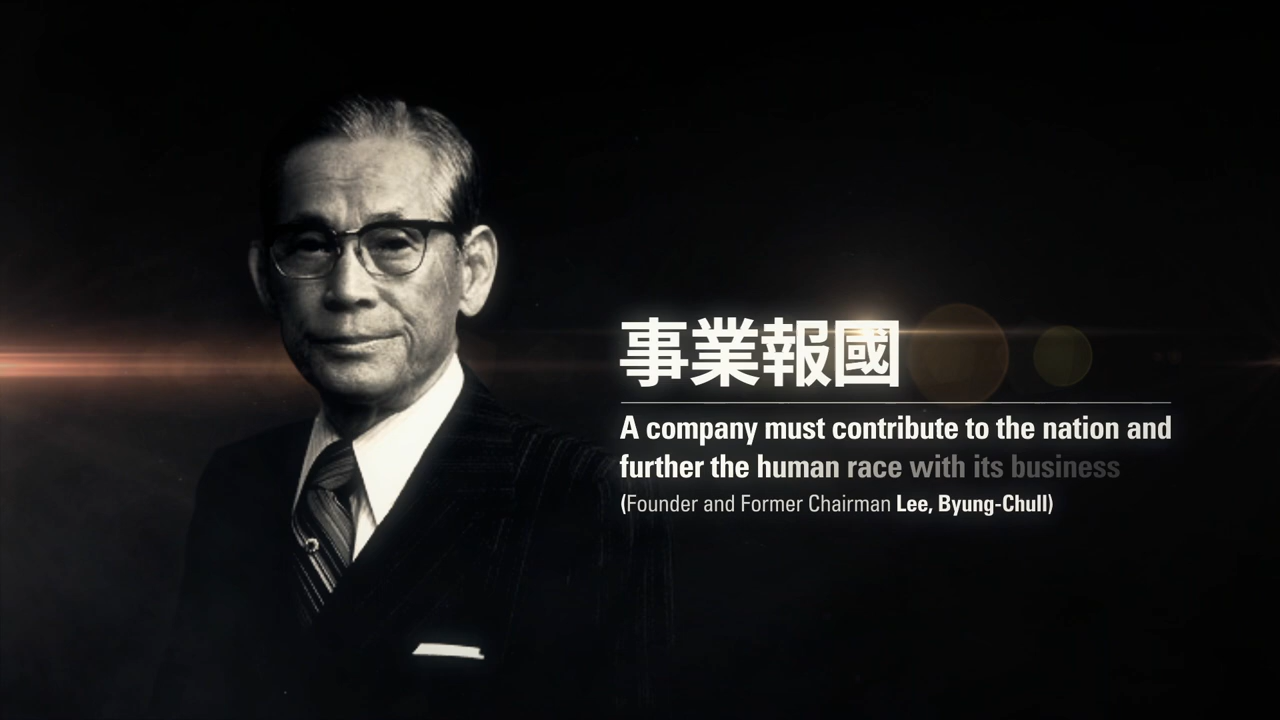 事業報國
A company must contribute to the nation and
further the human race with its business
(Founder and Former Chairman Lee, Byung-Chull)